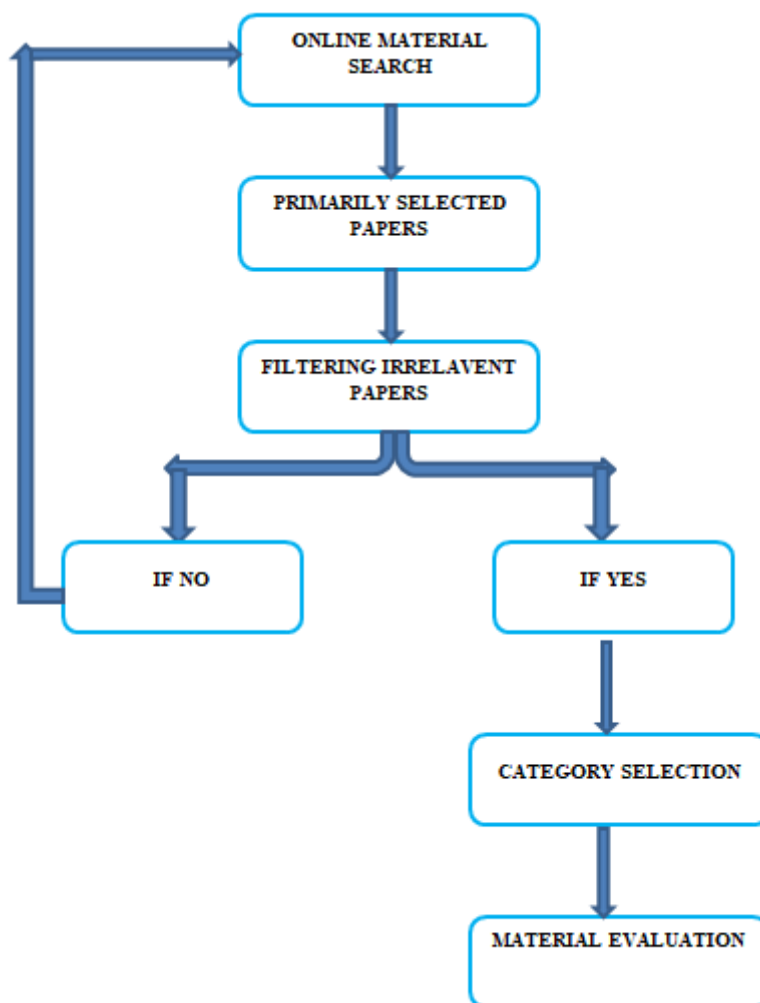 ONLINE MATERIAL
SEARCH
PRIMARILY SELECTED
PAPERS
FILTERING IRRELAVENT
PAPERS
IF NO
IF YES
CATEGORY SELECTION
MATERIAL EVALUATION